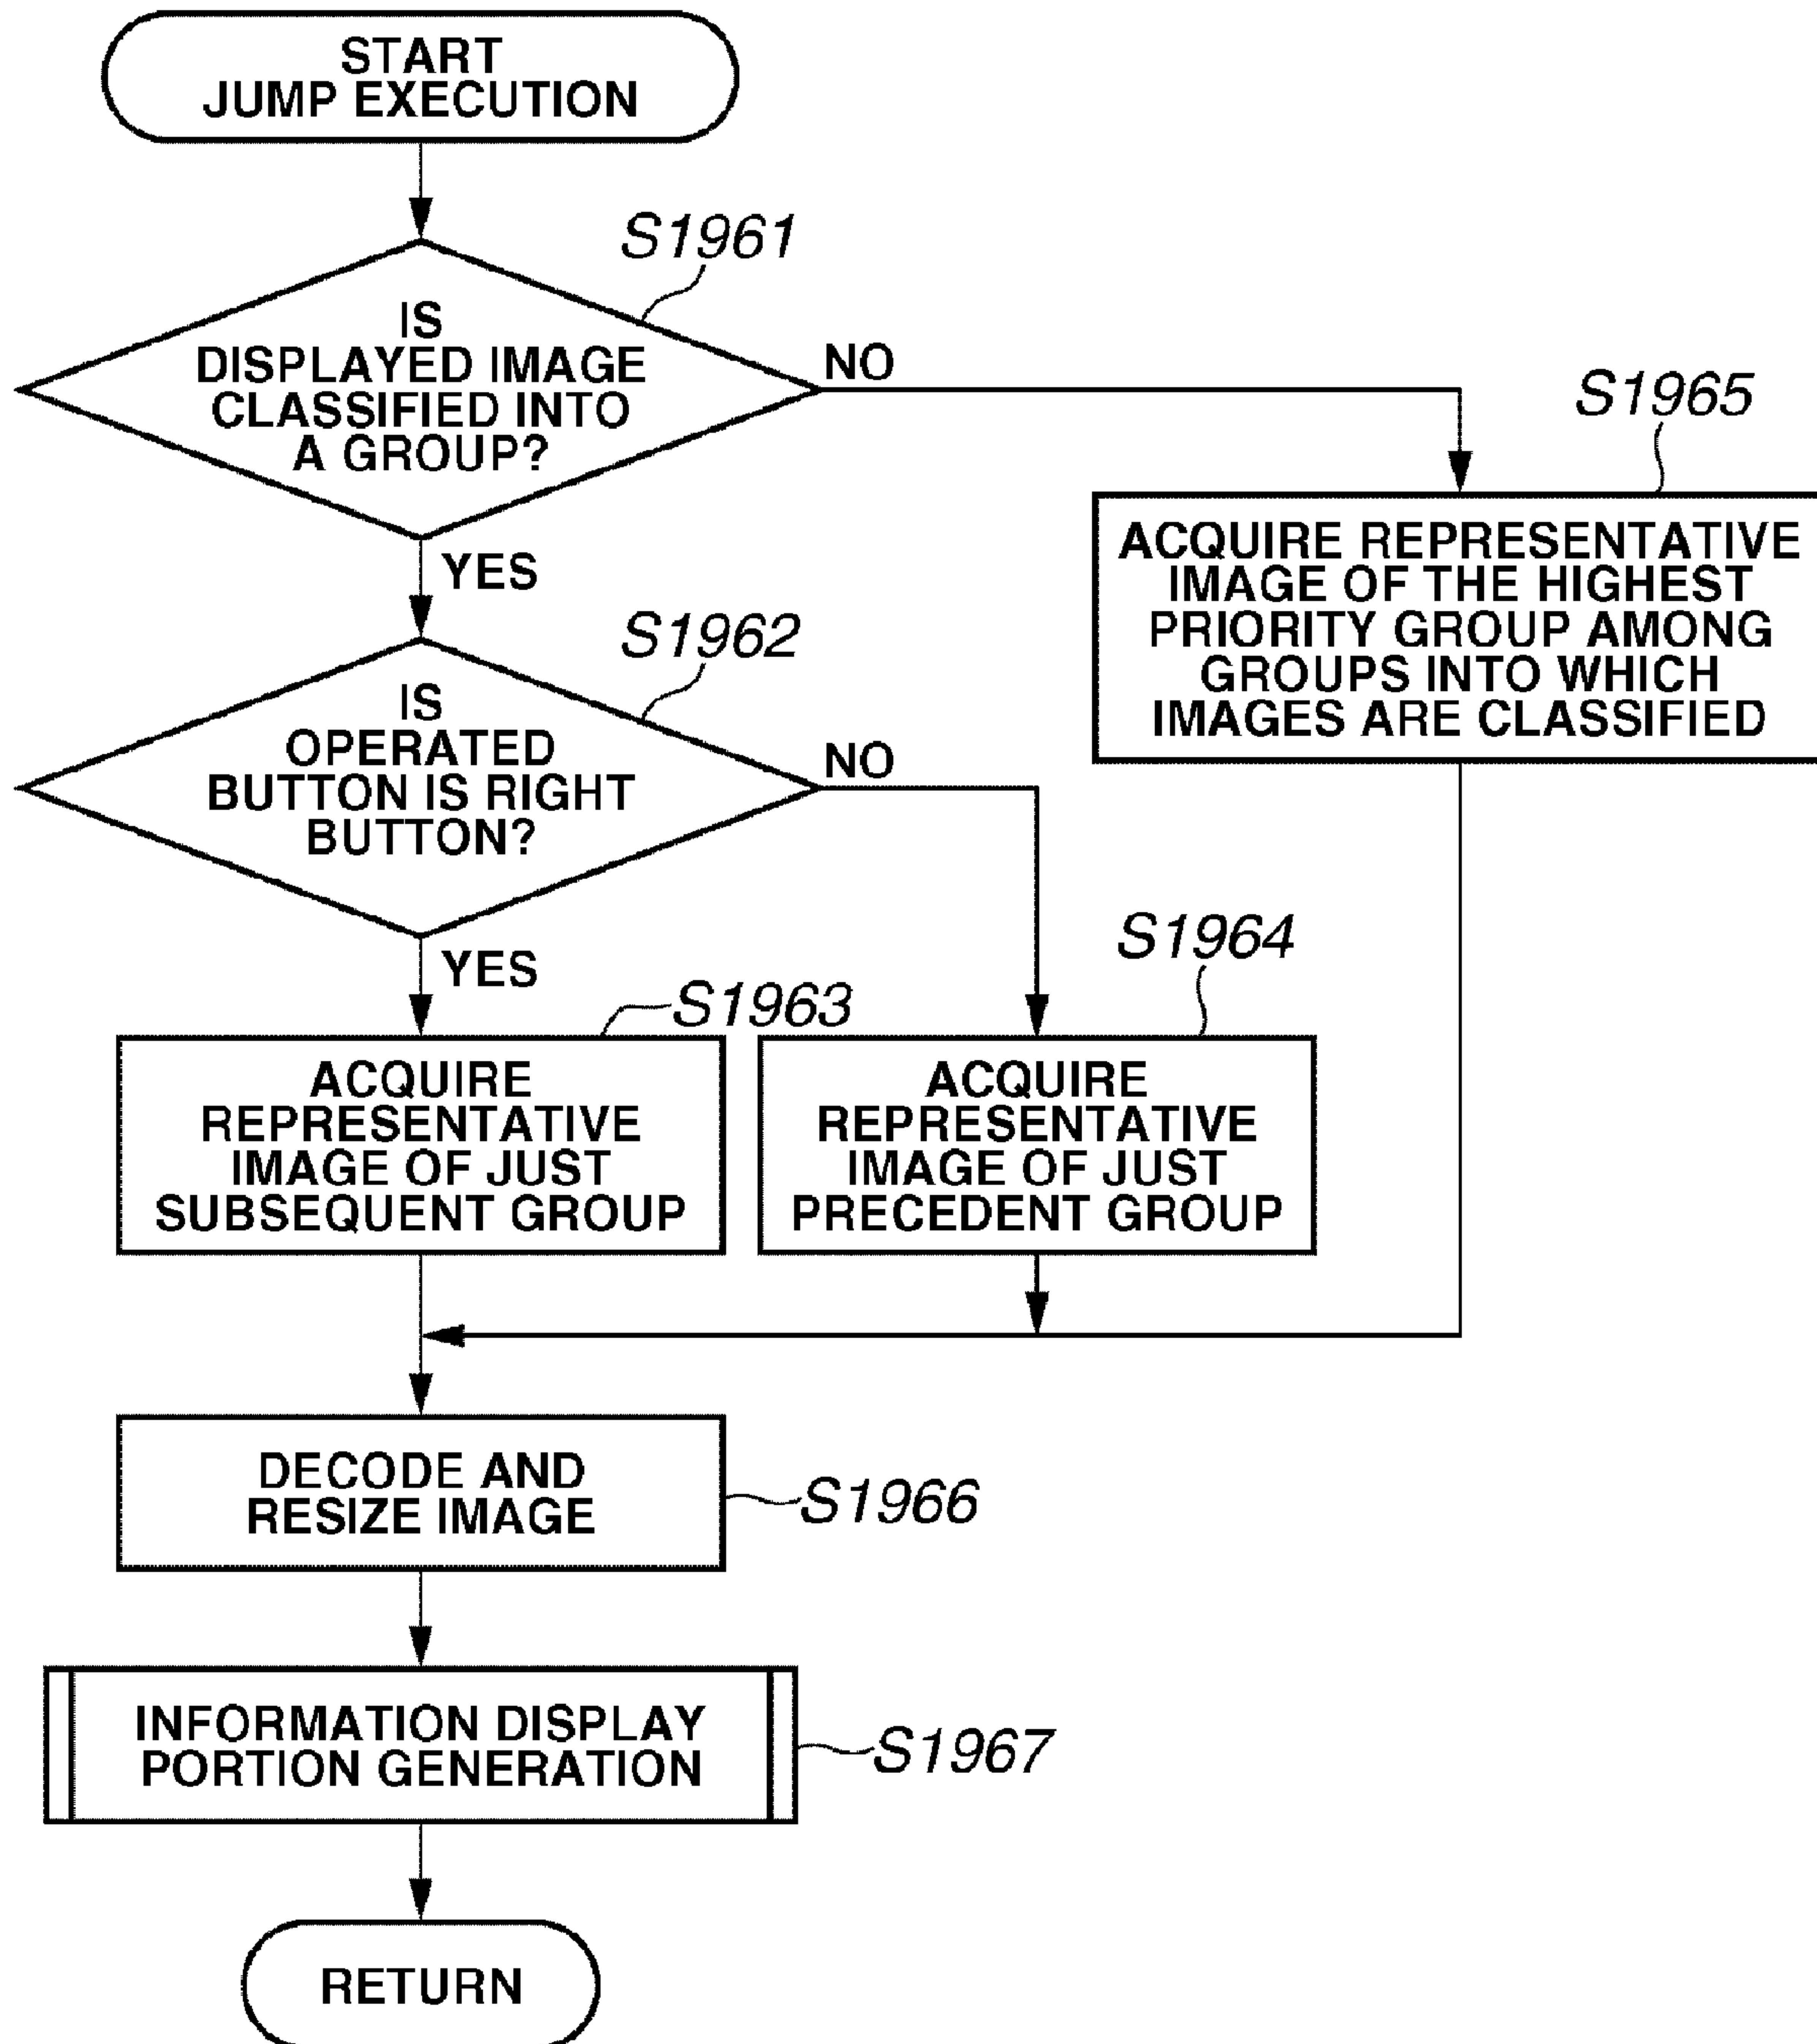 START
JUMP EXECUTION
S1961
IS
DISPLAYED IMAGE
CLASSIFIED INTO
A GROUP?
NO
YES
S1965
ACQUIRE REPRESENTATIVE
IMAGE OF THE HIGHEST
PRIORITY GROUP AMONG
GROUPS INTO WHICH
IMAGES ARE CLASSIFIED
S1962
IS
OPERATED
BUTTON IS RIGHT
BUTTON?
NO
YES
S1963
ACQUIRE
REPRESENTATIVE
IMAGE OF JUST
SUBSEQUENT GROUP
S1964
ACQUIRE
REPRESENTATIVE
IMAGE OF JUST
PRECEDENT GROUP
DECODE AND
RESIZE IMAGE
S1966
INFORMATION DISPLAY
PORTION GENERATION
S1967
RETURN